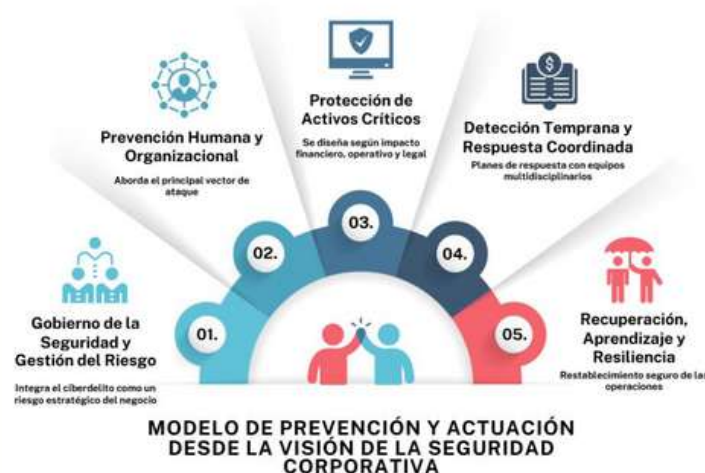 01.
Gobierno de la
Seguridad y
Gestión del Riesgo
Integra el ciberdelito como un
riesgo estratégico del negocio
02.
Prevención Humana y
Organizacional
Aborda el principal vector de
ataque
03.
Protección de
Activos Críticos
Se diseña según impacto
financiero, operativo y legal
04.
Detección Temprana y
Respuesta Coordinada
Planes de respuesta con equipos
multidisciplinarios
05.
Recuperación,
Aprendizaje y
Resiliencia
Restablecimiento seguro de las
operaciones
$
MODELO DE PREVENCIÓN Y ACTUACIÓN
DESDE LA VISIÓN DE LA SEGURIDAD
CORPORATIVA